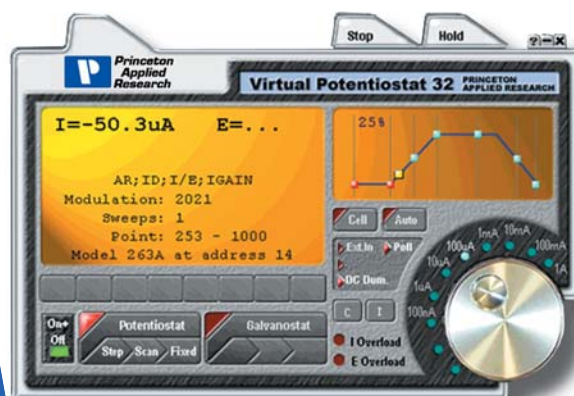 Stop Hold
?-x
Princeton
Applied
Research
Virtual Potentiostat 32 PRINCETON
APPLIED RESEARCH
I=-50.3uA E=...
AR;ID;I/E;IGAIN
Modulation: 2021
Sweeps: 1
Point: 253 - 1000
Model 263A at address 14
25%
Cell Auto
Ext.In Poll
DC Dum.
C I
I Overload
E Overload
On
Off
Potentiostat
Step Scan Fixed
Galvanostat
100nA
1uA
10uA
100uA
1mA
10mA
100mA
1A